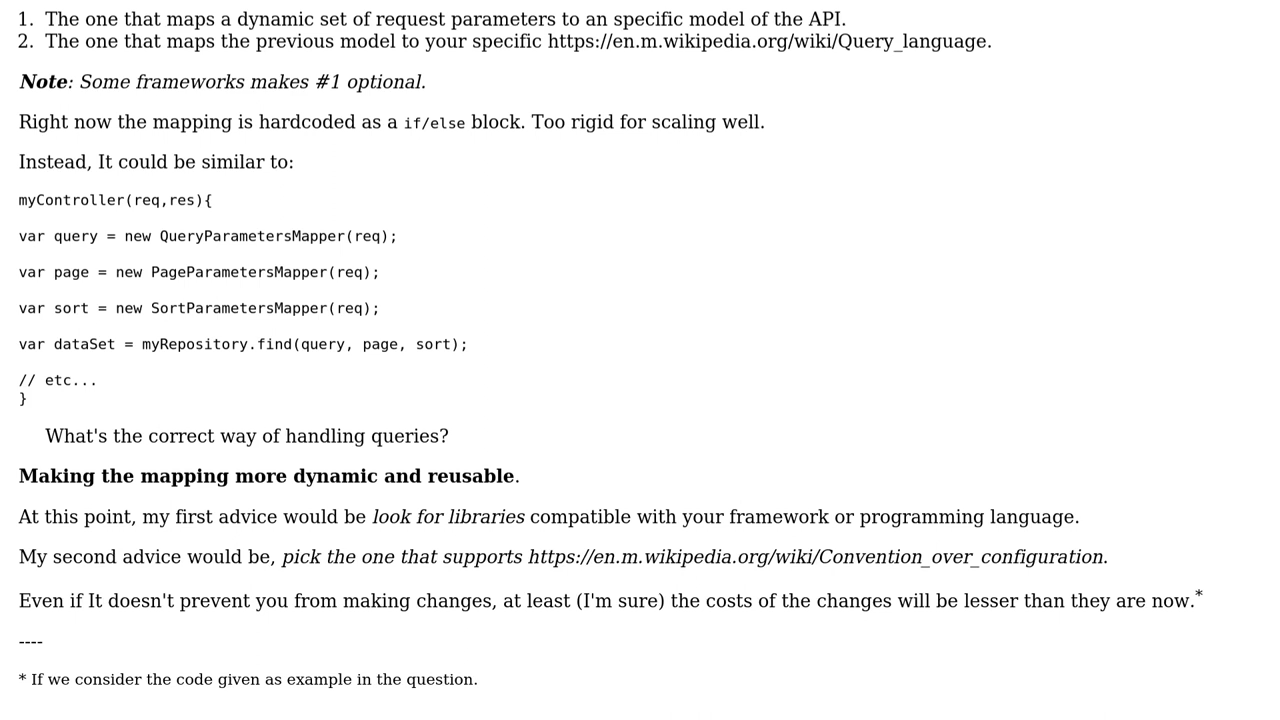 1. The one that maps a dynamic set of request parameters to an specific model of the API.
2. The one that maps the previous model to your specific https://en.m.wikipedia.org/wiki/Query_language.
Note: Some frameworks makes #1 optional.
Right now the mapping is hardcoded as a if/else block. Too rigid for scaling well.
Instead, It could be similar to:
myController(req,res){
var query = new QueryParametersMapper(req);
var page = new PageParametersMapper(req);
var sort = new SortParametersMapper(req);
var dataSet = myRepository.find(query, page, sort);
// etc...
}
What's the correct way of handling queries?
Making the mapping more dynamic and reusable.
At this point, my first advice would be look for libraries compatible with your framework or programming language.
My second advice would be, pick the one that supports https://en.m.wikipedia.org/wiki/Convention_over_configuration.
Even if It doesn't prevent you from making changes, at least (I'm sure) the costs of the changes will be lesser than they are now.*
----
* If we consider the code given as example in the question.